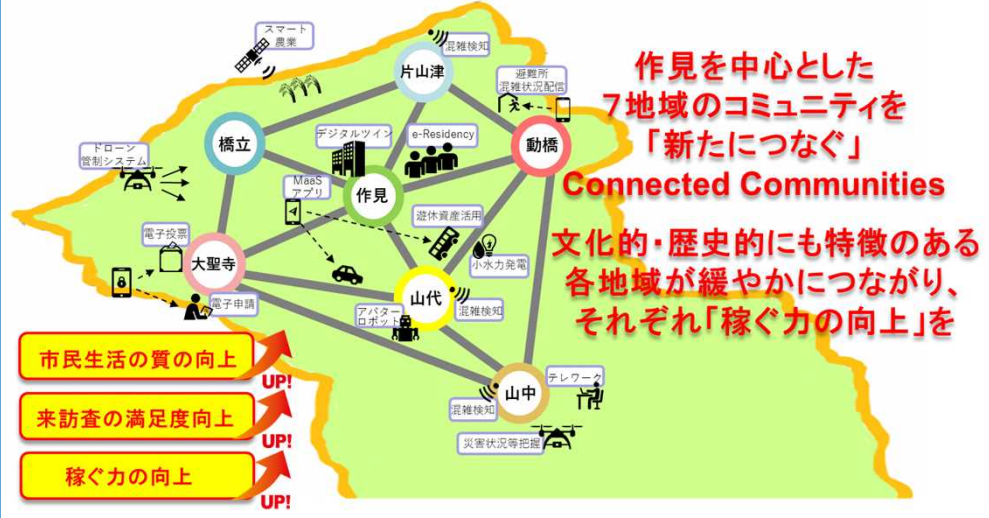 スマート
農業
混雑検知
片山津
避難所
混雑状況配信
橋立
デジタルツイン
e-Residency
動橋
ドローン
管制システム
MaaS
アプリ
作見
遊休資産活用
電子投票
大聖寺
小水力発電
山代
電子申請
アバター
ロボット
混雑検知
山中
テレワーク
混雑検知
災害状況等把握
作見を中心とした
7地域のコミュニティを
「新たにつなぐ」
Connected Communities
文化的・歴史的にも特徴のある
各地域が緩やかにつながり、
それぞれ「稼ぐ力の向上」を
市民生活の質の向上
UP!
来訪査の満足度向上
UP!
稼ぐ力の向上
UP!